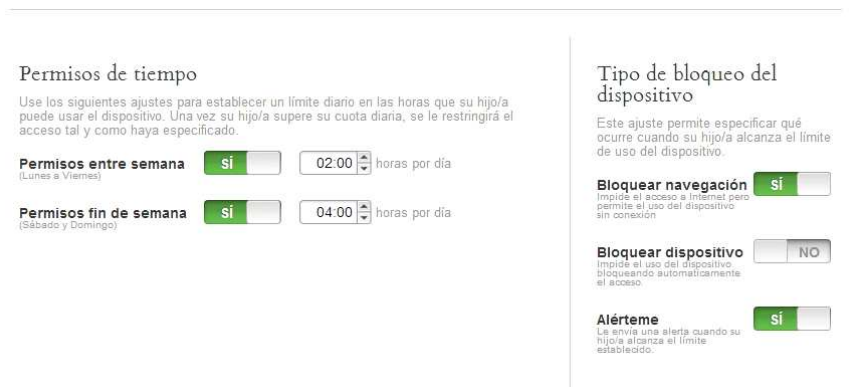 Permisos de tiempo
Use los siguientes ajustes para establecer un límite diario en las horas que su hijo/a
puede usar el dispositivo. Una vez su hijo/a supere su cuota diaria, se le restringirá el
acceso tal y como haya especificado.
Permisos entre semana SÍ 02:00 horas por día
(Lunes a Viernes)
Permisos fin de semana SÍ 04:00 horas por día
(Sábado y Domingo)
Tipo de bloqueo del
dispositivo
Este ajuste permite especificar qué
ocurre cuando su hijo/a alcanza el límite
de uso del dispositivo.
Bloquear navegación SÍ
Impide el acceso a Internet pero
permite el uso del dispositivo
sin conexión
Bloquear dispositivo NO
Impide el uso del dispositivo
bloqueando automaticamente
el acceso.
Alérteme SÍ
Le envía una alerta cuando su
hijo/a alcanza el límite
establecido.